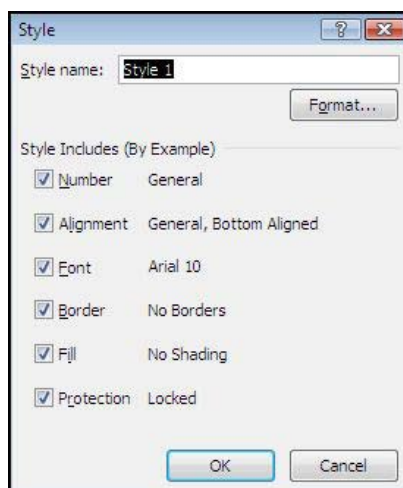 Style
Style name: Style 1
Format...
Style Includes (By Example)
Number General
Alignment General, Bottom Aligned
Font Arial 10
Border No Borders
Fill No Shading
Protection Locked
OK Cancel